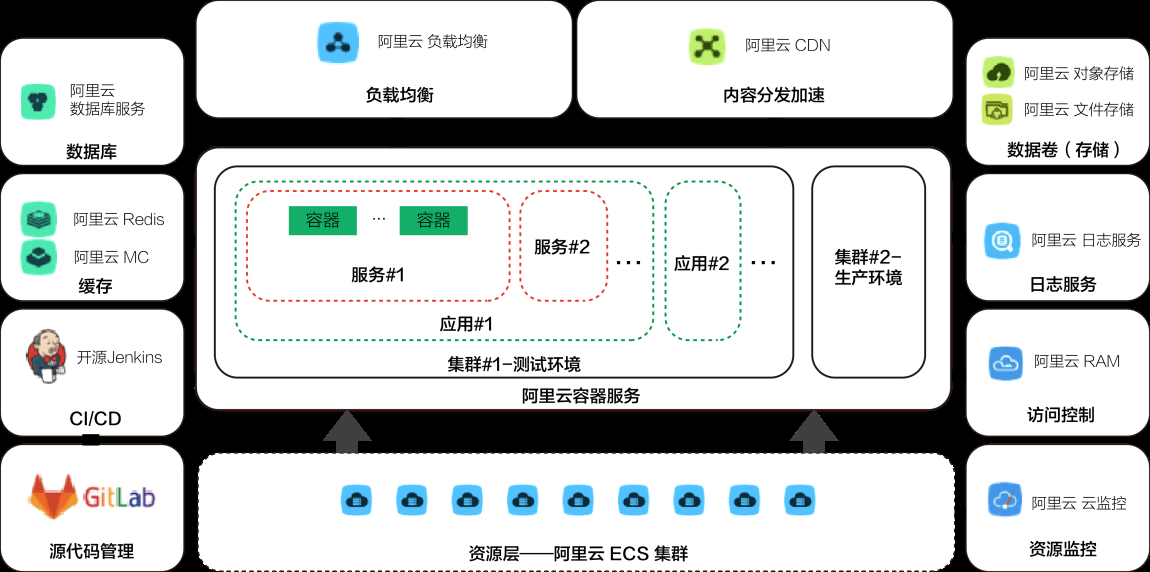 阿里云 负载均衡
负载均衡
阿里云 CDN
内容分发加速
阿里云
数据库服务
数据库
阿里云 Redis
阿里云 MC
缓存
开源Jenkins
CI/CD
GitLab
源代码管理
容器
...
容器
服务#1
服务#2
...
应用#1
应用#2
...
集群#1-测试环境
集群#2-
生产环境
阿里云容器服务
资源层——阿里云 ECS 集群
阿里云 对象存储
阿里云 文件存储
数据卷（存储）
阿里云 日志服务
日志服务
阿里云 RAM
访问控制
阿里云 云监控
资源监控